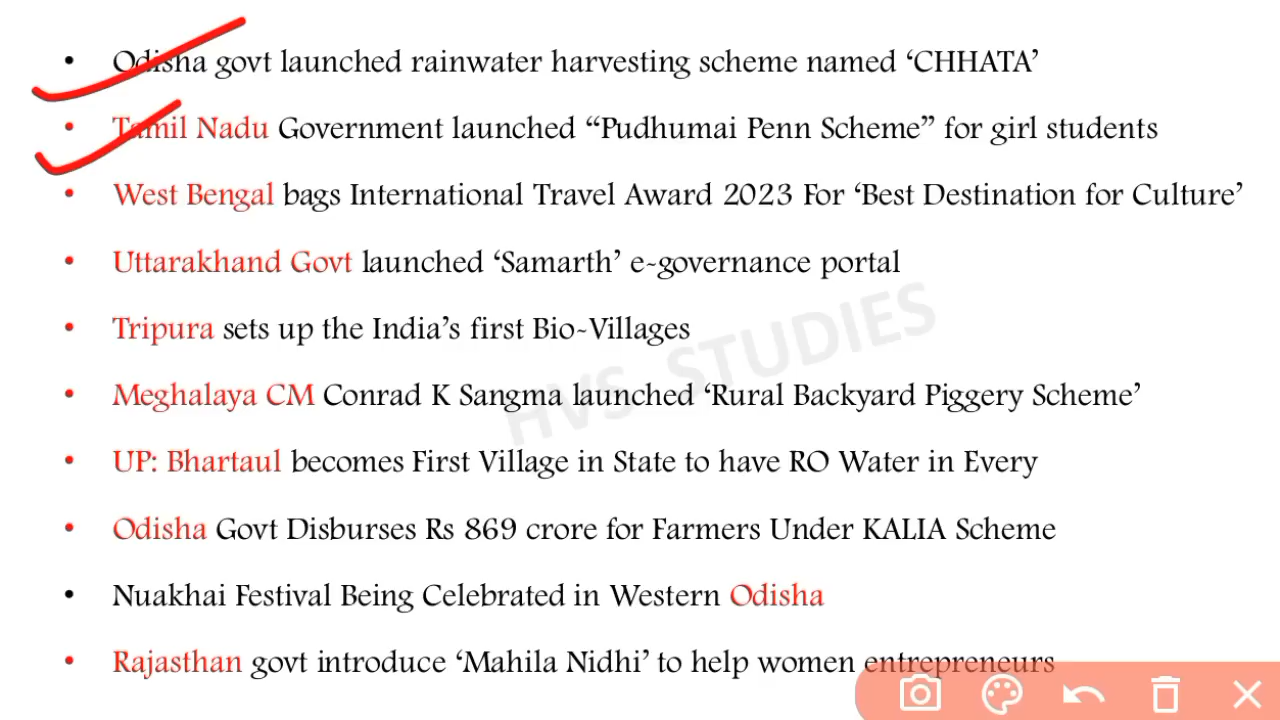 • Odisha govt launched rainwater harvesting scheme named ‘CHHATA’
• Tamil Nadu Government launched “Pudhumai Penn Scheme” for girl students
• West Bengal bags International Travel Award 2023 For ‘Best Destination for Culture’
• Uttarakhand Govt launched ‘Samarth’ e-governance portal
• Tripura sets up the India’s first Bio-Villages
• Meghalaya CM Conrad K Sangma launched ‘Rural Backyard Piggery Scheme’
HVS STUDIES
• UP: Bhartaul becomes First Village in State to have RO Water in Every
• Odisha Govt Disburses Rs 869 crore for Farmers Under KALIA Scheme
• Nuakhai Festival Being Celebrated in Western Odisha
• Rajasthan govt introduce ‘Mahila Nidhi’ to help women entrepreneurs